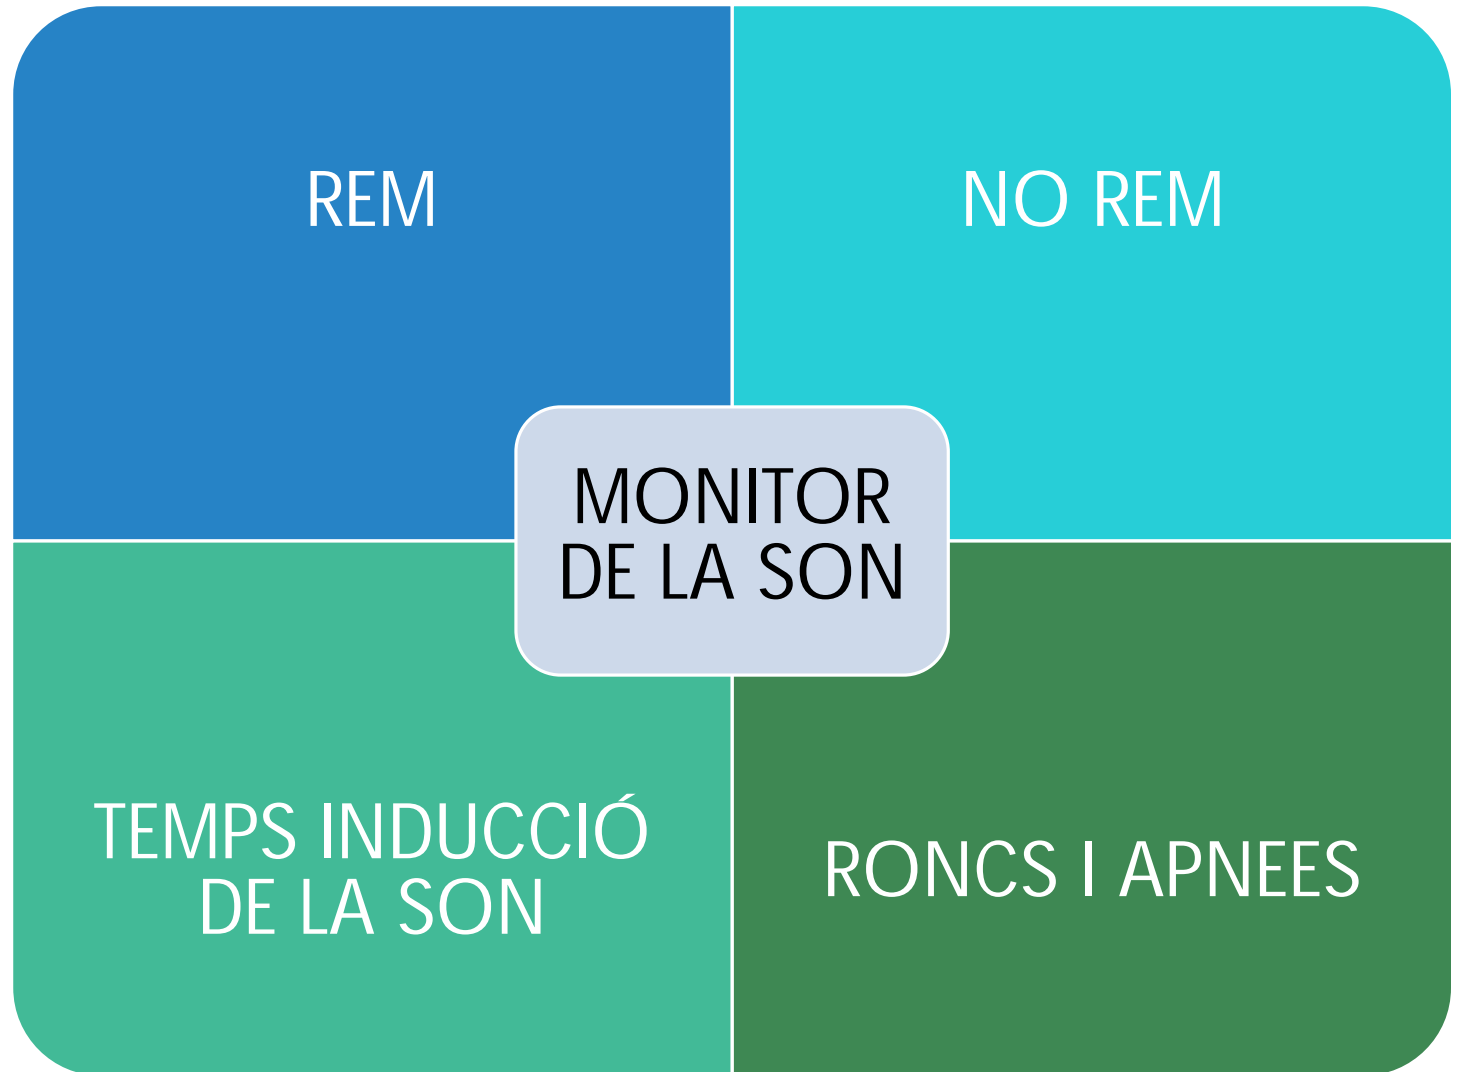 REM
NO REM
MONITOR
DE LA SON
TEMPS INDUCCIÓ
DE LA SON
RONCS I APNEES